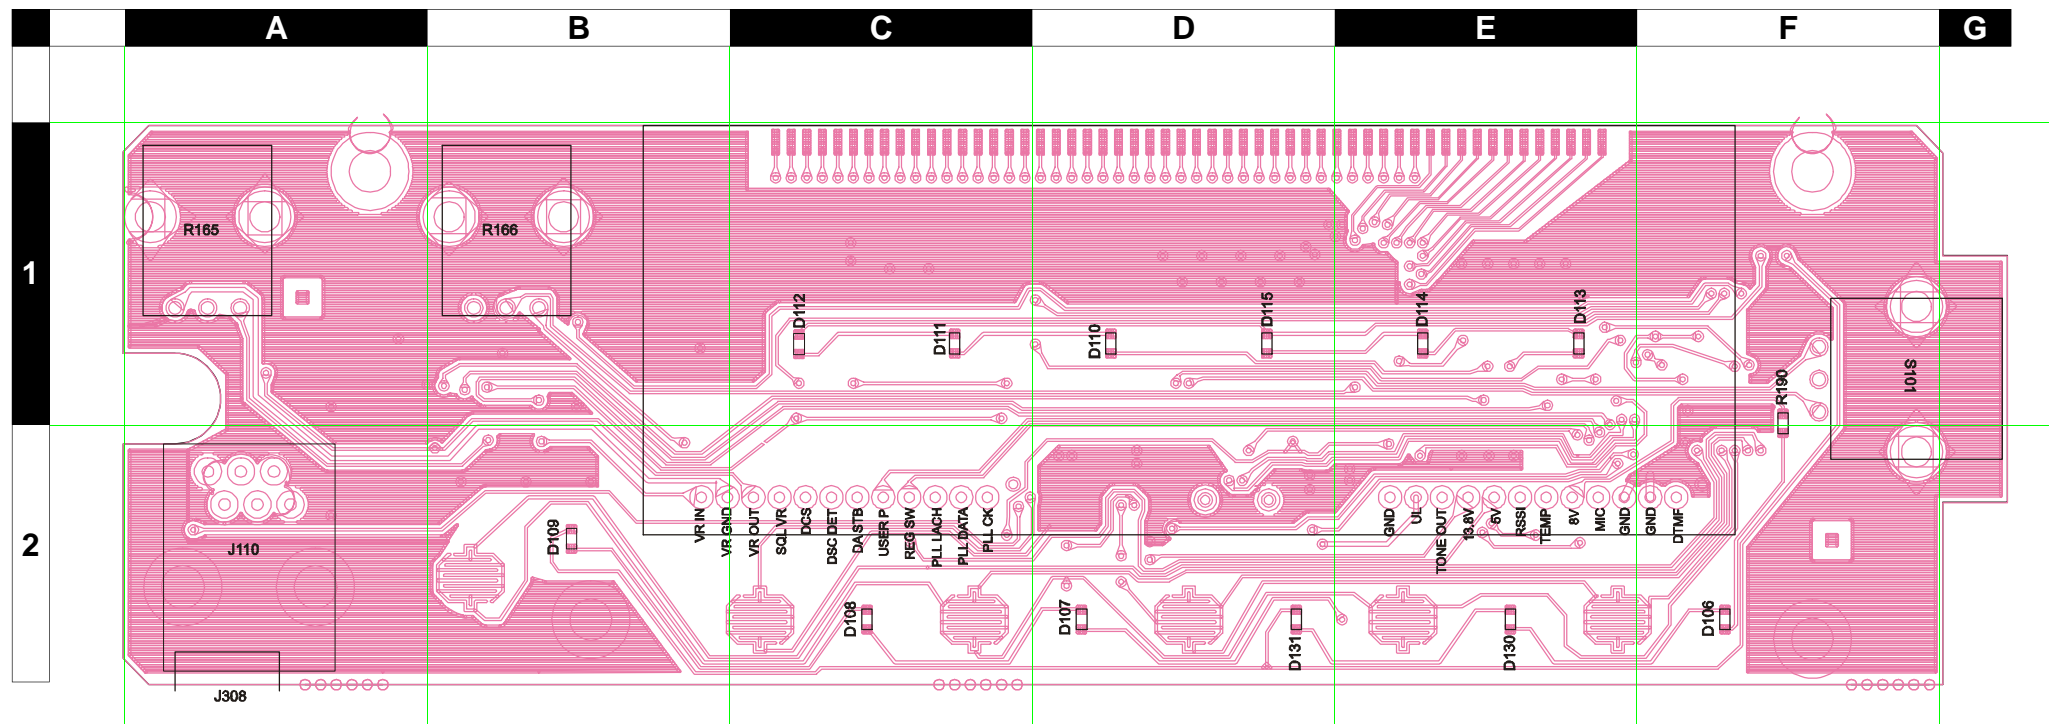 A B C D E F G
1
R165
R166
D112
D111
D110
D115
D114
D113
R190
S101
2
J110
D109
VR IN
VR GND
VR OUT
SQL VR
DCS
DSC DET
DA STB
USER P
REG SW
PLL LACH
PLL DATA
PLL CK
GND
UL
TONE OUT
13.8V
5V
RSSI
TEMP
8V
MIC
GND
GND
DTMF
D108
D107
D131
D130
D106
J308